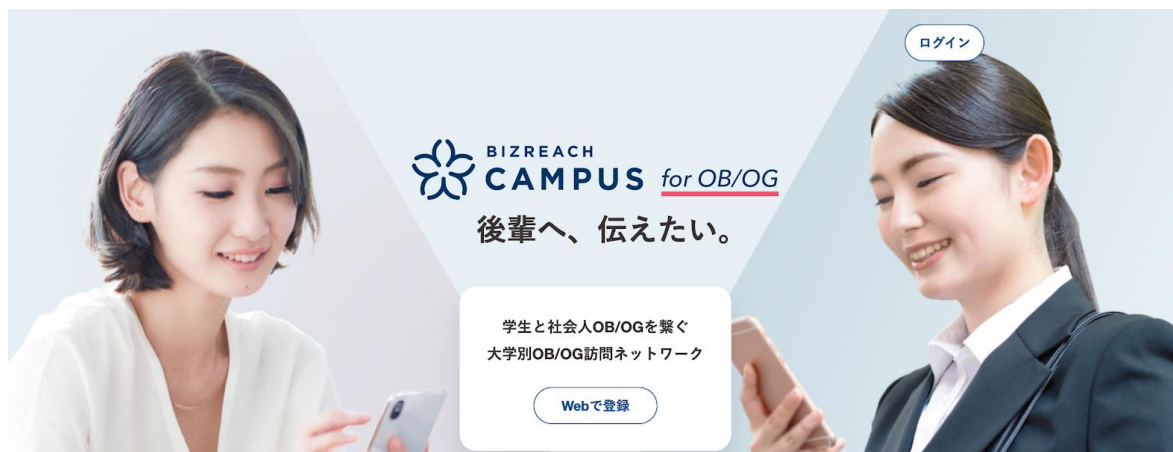 ログイン
BIZREACH
CAMPUS for OB/OG
後輩へ、伝えたい。
学生と社会人OB/OGを繋ぐ
大学別OB/OG訪問ネットワーク
Webで登録